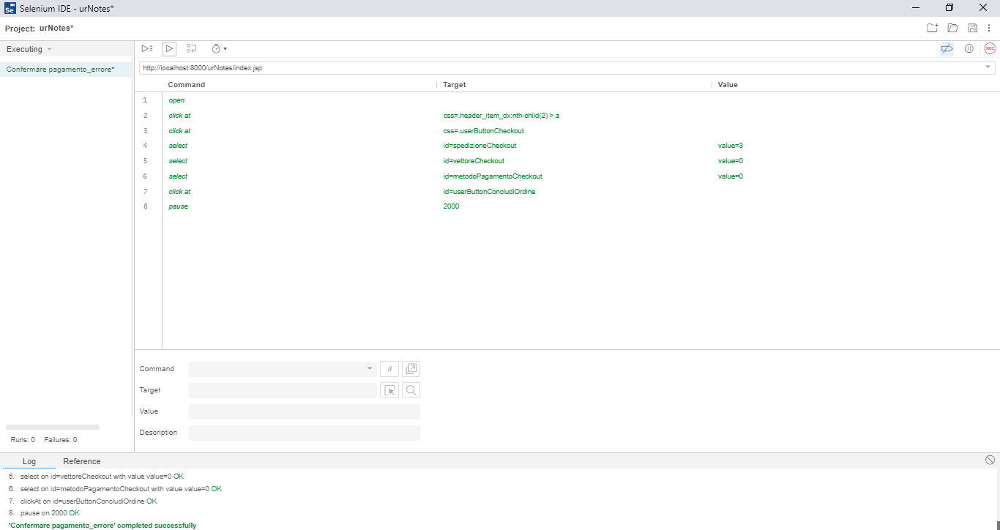 Se Selenium IDE - urNotes*
Project: urNotes*
Executing
Confermare pagamento_errore*
REC
http://localhost:8000/urNotes/index.jsp
Command Target Value
1 open
2 click at css=.header_item_dx:nth-child(2) > a
3 click at css=.userButtonCheckout
4 select id=spedizioneCheckout value=3
5 select id=vettoreCheckout value=0
6 select id=metodoPagamentoCheckout value=0
7 click at id=userButtonConcludiOrdine
8 pause 2000
Command //
Target
Value
Description
Runs: 0 Failures: 0
Log Reference
5. select on id=vettoreCheckout with value value=0 OK
6. select on id=metodoPagamentoCheckout with value value=0 OK
7. clickAt on id=userButtonConcludiOrdine OK
8. pause on 2000 OK
'Confermare pagamento_errore' completed successfully